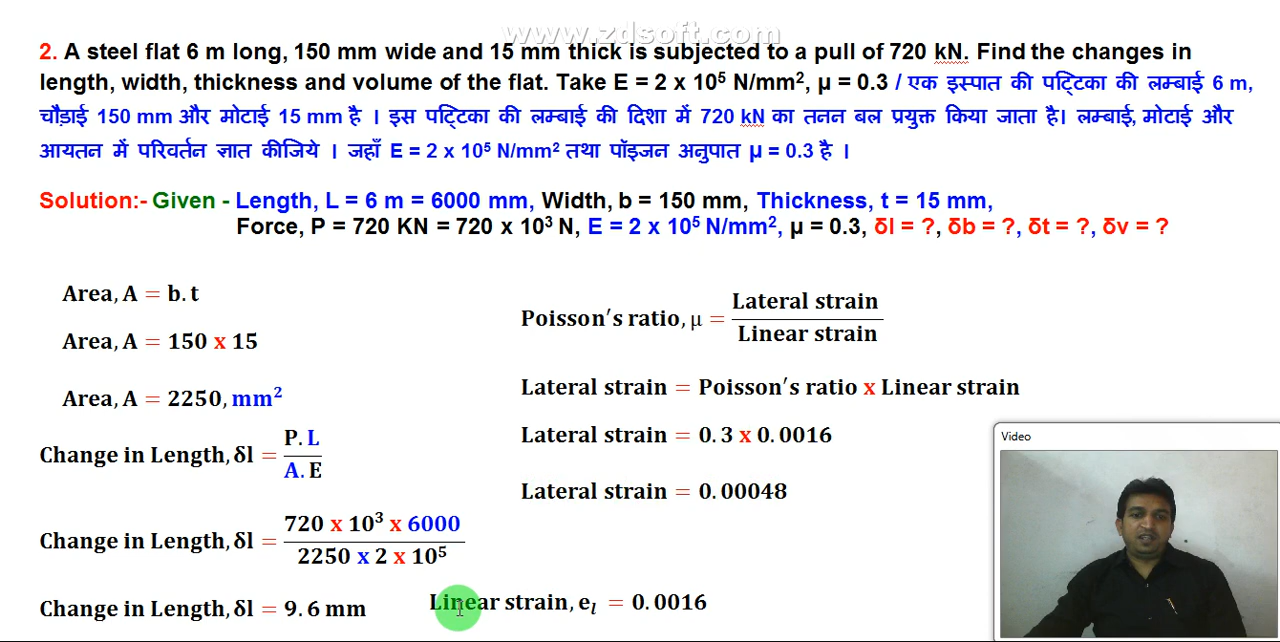 www.zdsoft.com
2. A steel flat 6 m long, 150 mm wide and 15 mm thick is subjected to a pull of 720 kN. Find the changes in
length, width, thickness and volume of the flat. Take E = 2 x 10⁵ N/mm², μ = 0.3 / एक इस्पात की पट्टिका की लम्बाई 6 m,
चौड़ाई 150 mm और मोटाई 15 mm है । इस पट्टिका की लम्बाई की दिशा में 720 kN का तनन बल प्रयुक्त किया जाता है। लम्बाई, मोटाई और
आयतन में परिवर्तन ज्ञात कीजिये । जहाँ E = 2 x 10⁵ N/mm² तथा पॉइजन अनुपात μ = 0.3 है ।
Solution:- Given - Length, L = 6 m = 6000 mm, Width, b = 150 mm, Thickness, t = 15 mm,
Force, P = 720 KN = 720 x 10³ N, E = 2 x 10⁵ N/mm², μ = 0.3, δl = ?, δb = ?, δt = ?, δv = ?
Area, A = b. t
Area, A = 150 x 15
Area, A = 2250, mm²
Change in Length, δl = P. L / A. E
Change in Length, δl = 720 x 10³ x 6000 / 2250 x 2 x 10⁵
Change in Length, δl = 9. 6 mm
Linear strain, eₗ = 0. 0016
Poisson's ratio, μ = Lateral strain / Linear strain
Lateral strain = Poisson's ratio x Linear strain
Lateral strain = 0. 3 x 0. 0016
Lateral strain = 0. 00048
Video